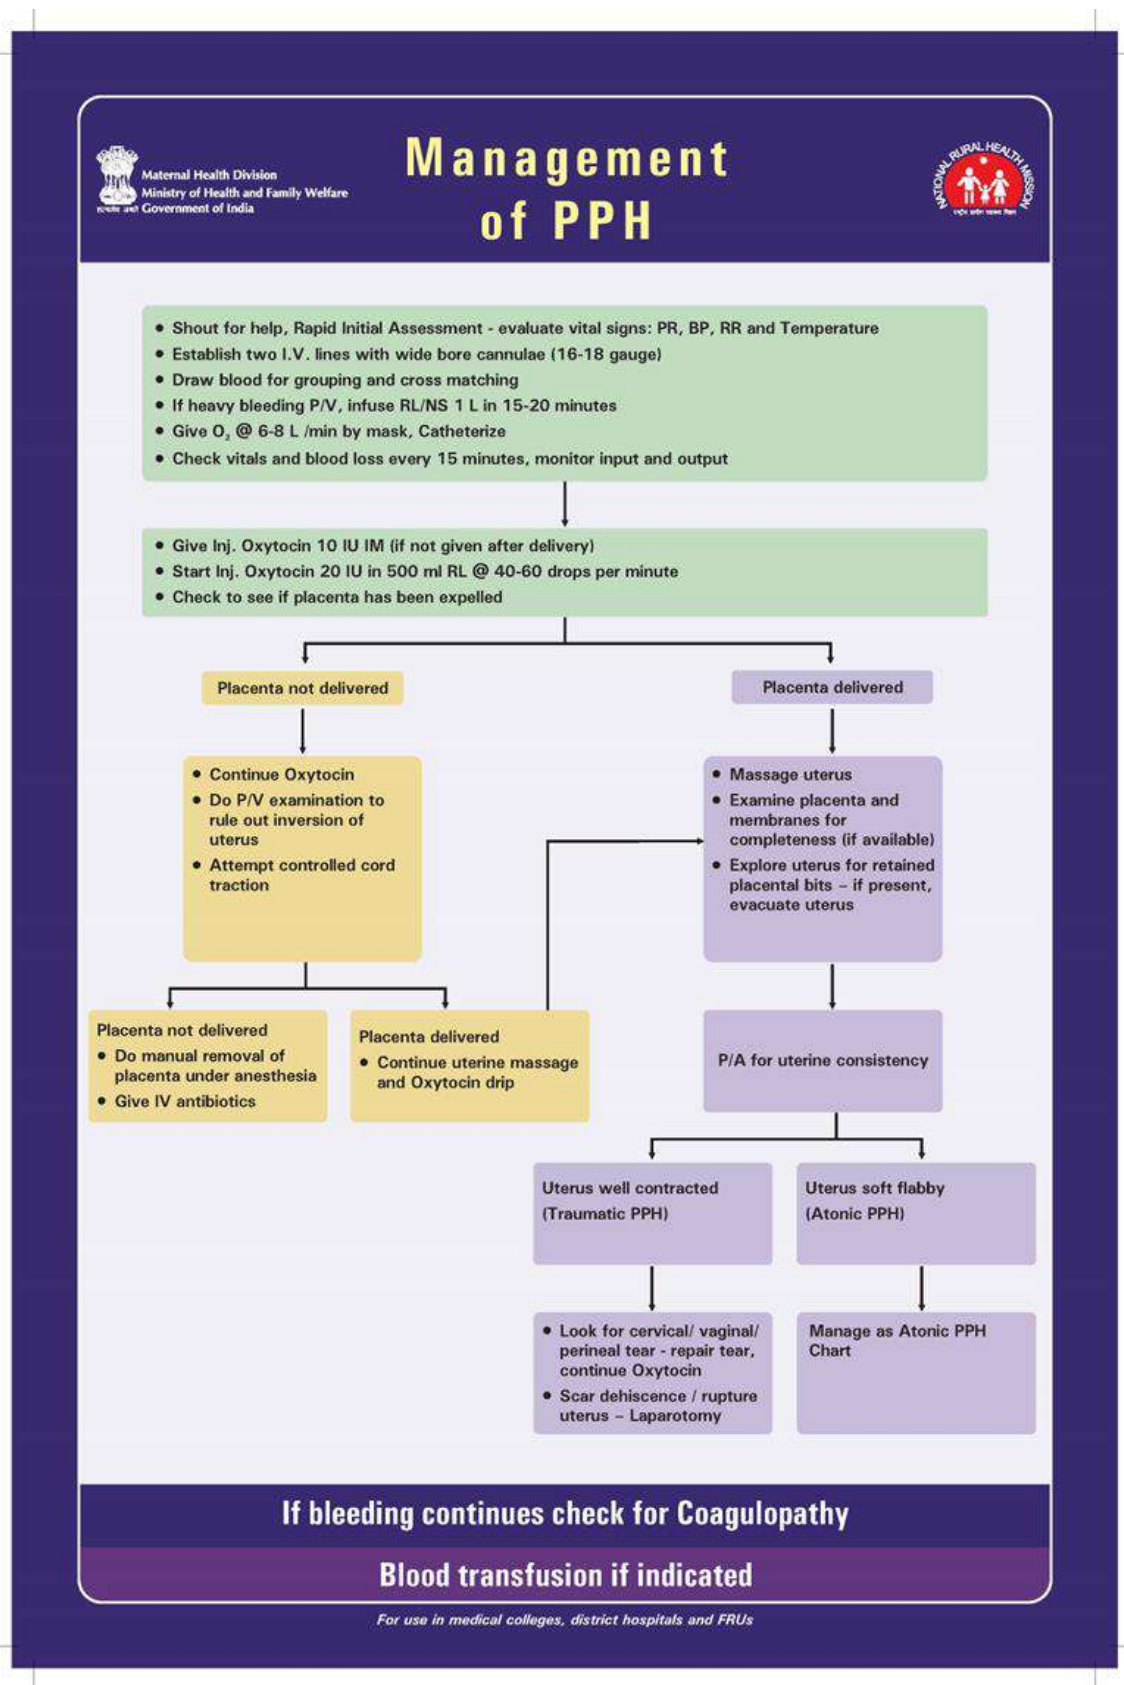 Management
of PPH
Maternal Health Division
Ministry of Health and Family Welfare
Government of India
NATIONAL RURAL HEALTH MISSION
• Shout for help, Rapid Initial Assessment - evaluate vital signs: PR, BP, RR and Temperature
• Establish two I.V. lines with wide bore cannulae (16-18 gauge)
• Draw blood for grouping and cross matching
• If heavy bleeding P/V, infuse RL/NS 1 L in 15-20 minutes
• Give O₂ @ 6-8 L /min by mask, Catheterize
• Check vitals and blood loss every 15 minutes, monitor input and output
• Give Inj. Oxytocin 10 IU IM (if not given after delivery)
• Start Inj. Oxytocin 20 IU in 500 ml RL @ 40-60 drops per minute
• Check to see if placenta has been expelled
Placenta not delivered
• Continue Oxytocin
• Do P/V examination to
rule out inversion of
uterus
• Attempt controlled cord
traction
Placenta not delivered
• Do manual removal of
placenta under anesthesia
• Give IV antibiotics
Placenta delivered
• Continue uterine massage
and Oxytocin drip
Placenta delivered
• Massage uterus
• Examine placenta and
membranes for
completeness (if available)
• Explore uterus for retained
placental bits – if present,
evacuate uterus
P/A for uterine consistency
Uterus well contracted
(Traumatic PPH)
• Look for cervical/ vaginal/
perineal tear - repair tear,
continue Oxytocin
• Scar dehiscence / rupture
uterus – Laparotomy
Uterus soft flabby
(Atonic PPH)
Manage as Atonic PPH
Chart
If bleeding continues check for Coagulopathy
Blood transfusion if indicated
For use in medical colleges, district hospitals and FRUs